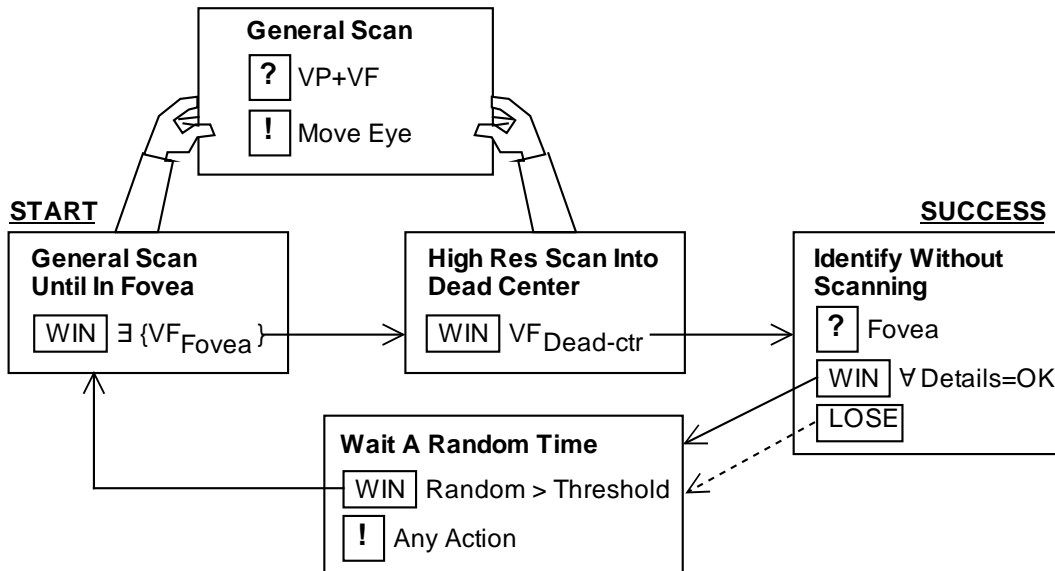 General Scan
? VP+VF
! Move Eye
START
General Scan
Until In Fovea
WIN ∃ {VF_Fovea }
High Res Scan Into
Dead Center
WIN VF_Dead-ctr
SUCCESS
Identify Without
Scanning
? Fovea
WIN ∀ Details=OK
LOSE
Wait A Random Time
WIN Random > Threshold
! Any Action